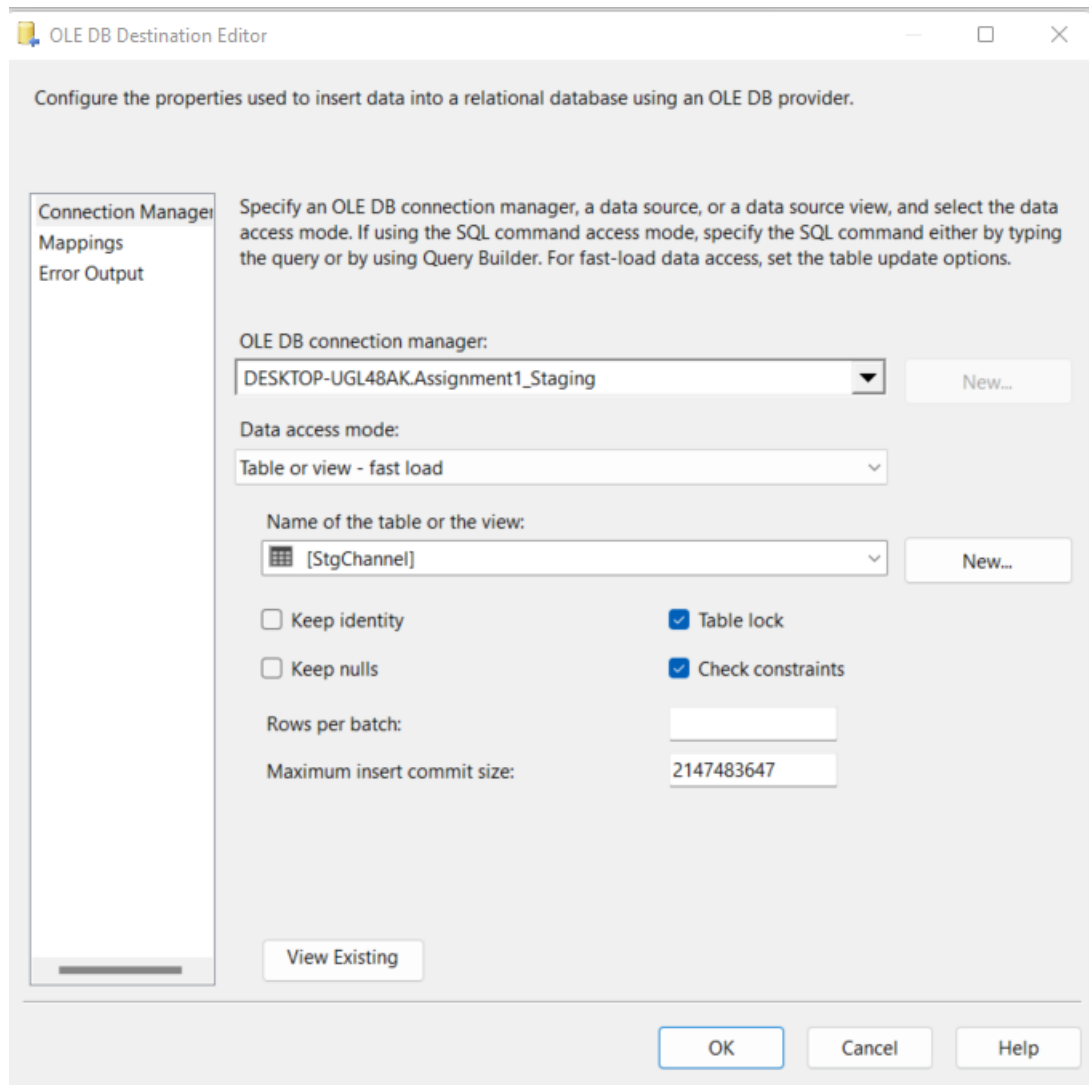 OLE DB Destination Editor
Configure the properties used to insert data into a relational database using an OLE DB provider.
Connection Manager
Mappings
Error Output
Specify an OLE DB connection manager, a data source, or a data source view, and select the data
access mode. If using the SQL command access mode, specify the SQL command either by typing
the query or by using Query Builder. For fast-load data access, set the table update options.
OLE DB connection manager:
DESKTOP-UGL48AK.Assignment1_Staging
New...
Data access mode:
Table or view - fast load
Name of the table or the view:
[StgChannel]
New...
Keep identity
Table lock
Keep nulls
Check constraints
Rows per batch:
Maximum insert commit size:
2147483647
View Existing
OK
Cancel
Help